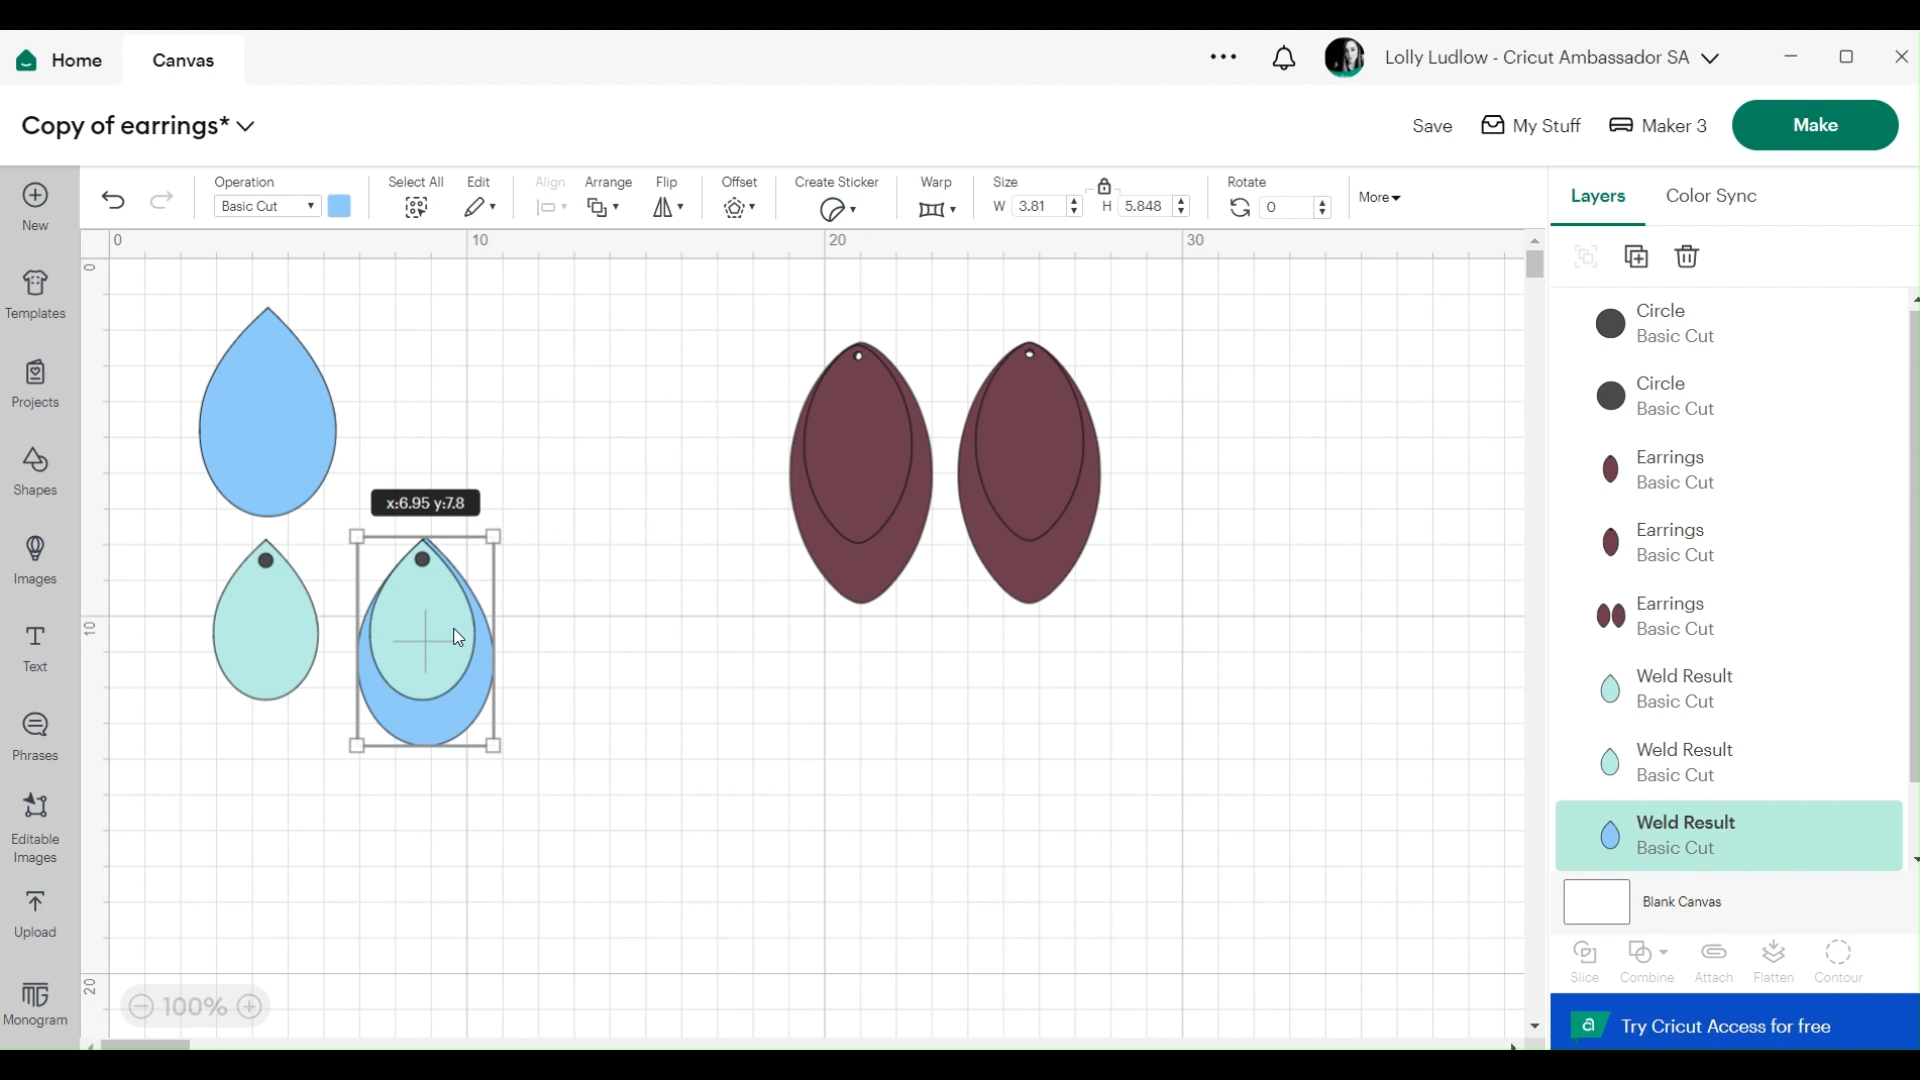 Home
Canvas
Lolly Ludlow - Cricut Ambassador SA
Copy of earrings*
Save
My Stuff
Maker 3
Make
New
Templates
Projects
Shapes
Images
Text
Phrases
Editable
Images
Upload
Monogram
Operation
Basic Cut
Select All
Edit
Align
Arrange
Flip
Offset
Create Sticker
Warp
Size
W 3.81
H 5.848
Rotate
0
More
0
10
20
30
0
10
20
x:6.95 y:7.8
100%
Layers
Color Sync
Circle
Basic Cut
Circle
Basic Cut
Earrings
Basic Cut
Earrings
Basic Cut
Earrings
Basic Cut
Weld Result
Basic Cut
Weld Result
Basic Cut
Weld Result
Basic Cut
Blank Canvas
Slice
Combine
Attach
Flatten
Contour
a
Try Cricut Access for free